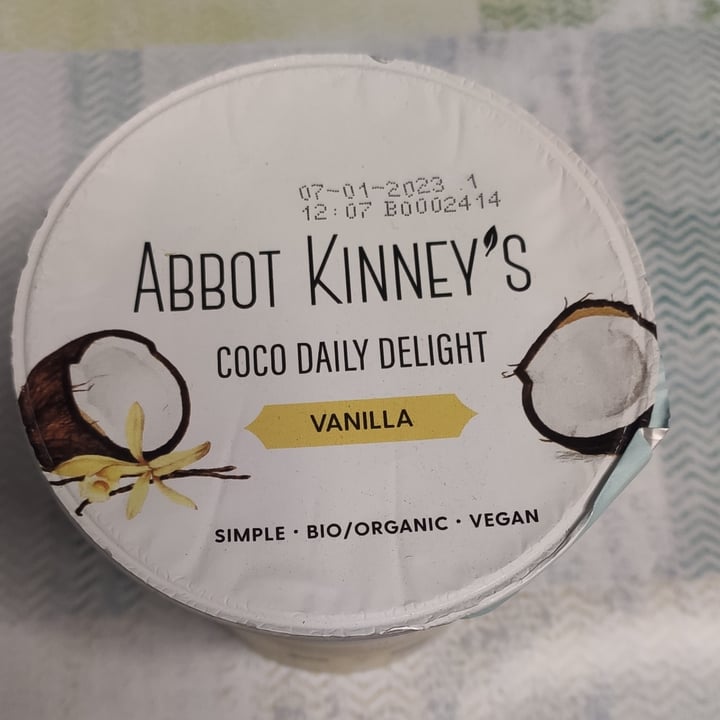 07-01-2023 1
12:07 B0002414
ABBOT KINNEY'S
COCO DAILY DELIGHT
VANILLA
SIMPLE · BIO/ORGANIC · VEGAN